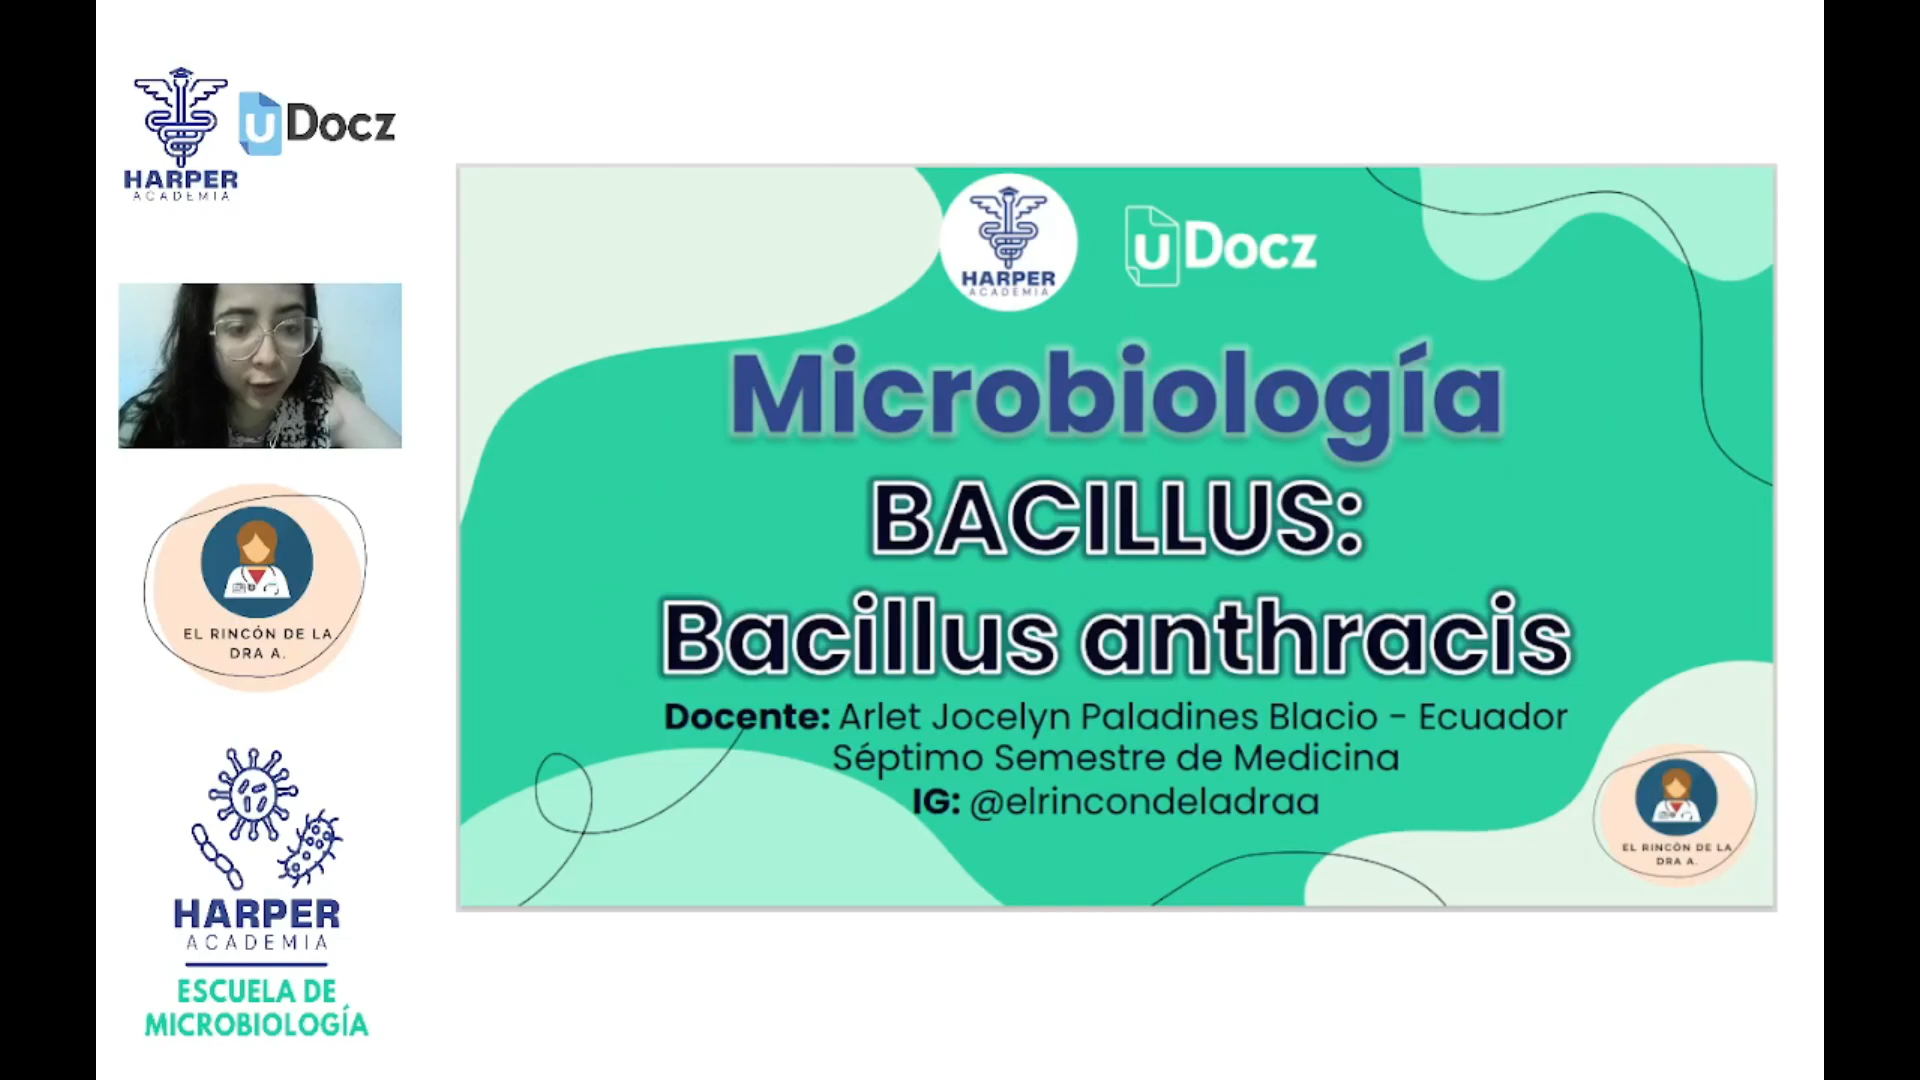 HARPER
ACADEMIA
uDocz
EL RINCÓN DE LA
DRA A.
HARPER
ACADEMIA
ESCUELA DE
MICROBIOLOGÍA
HARPER
ACADEMIA
uDocz
Microbiología
BACILLUS:
Bacillus anthracis
Docente: Arlet Jocelyn Paladines Blacio - Ecuador
Séptimo Semestre de Medicina
IG: @elrincondeladraa
EL RINCÓN DE LA
DRA A.